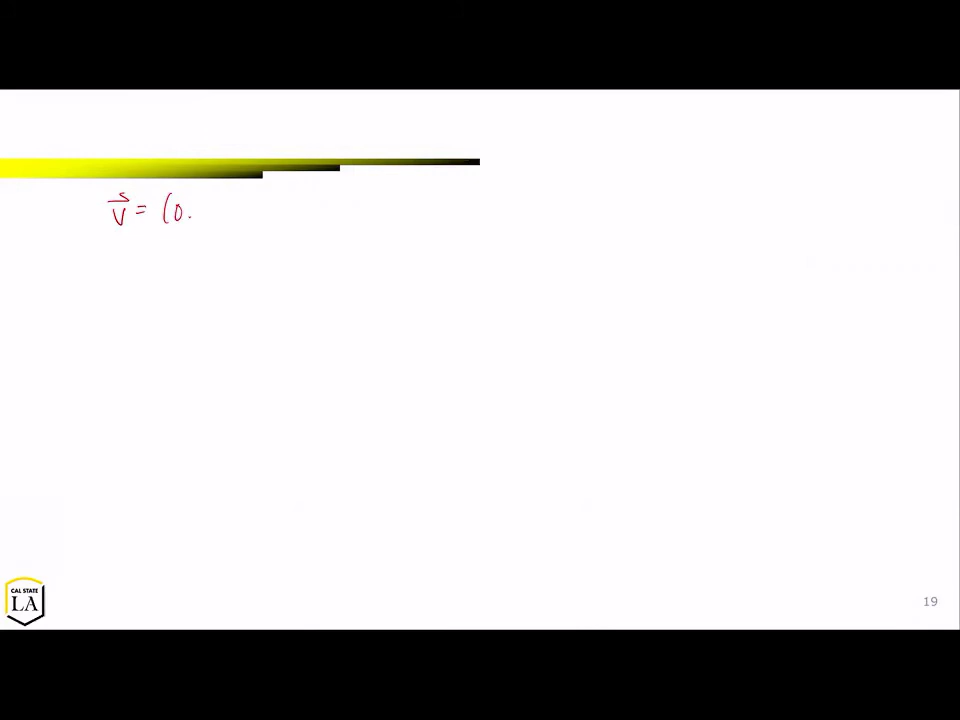 v⃗ = (0.
CAL STATE
LA
19